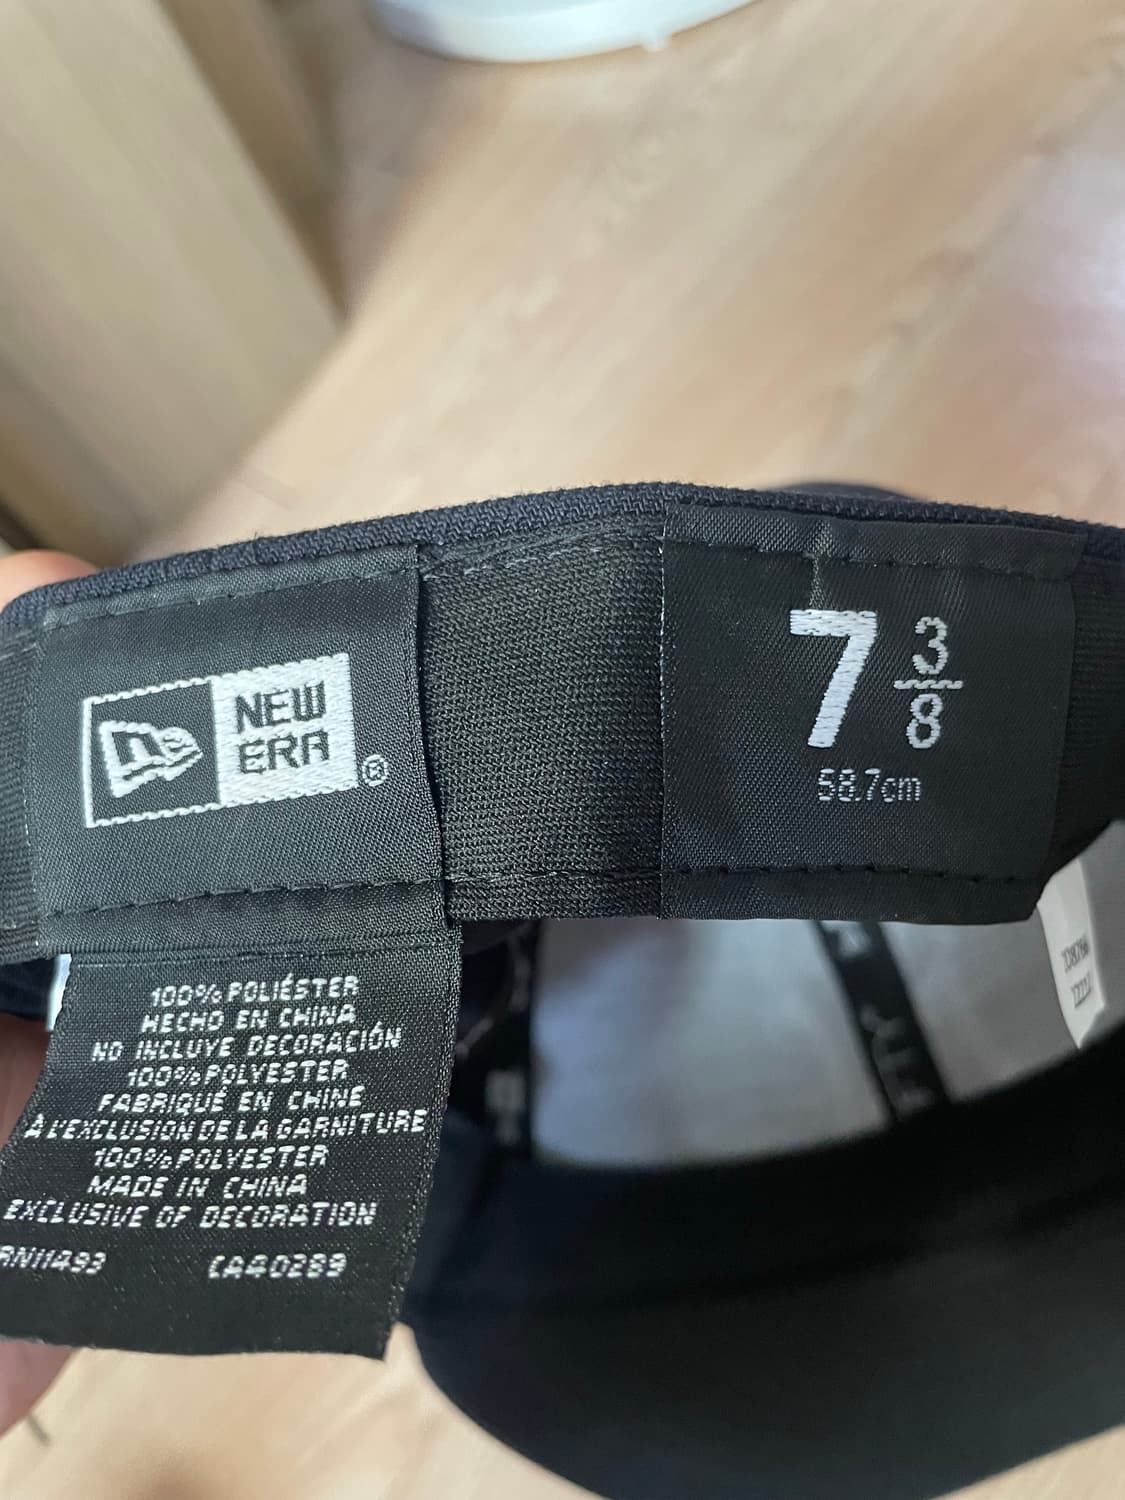 NEW
ERA
®
7 3/8
58.7cm
100% POLIÉSTER
HECHO EN CHINA
NO INCLUYE DECORACIÓN
100% POLYESTER
FABRIQUÉ EN CHINE
À L'EXCLUSION DE LA GARNITURE
100% POLYESTER
MADE IN CHINA
EXCLUSIVE OF DECORATION
RN11493 CA40289